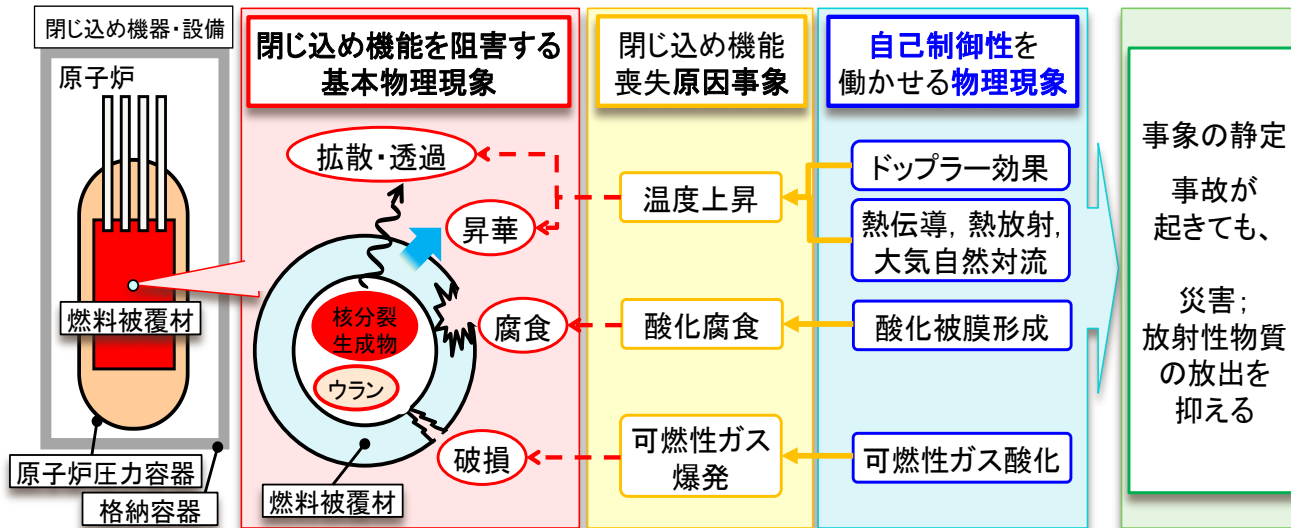 閉じ込め機器・設備
原子炉
燃料被覆材
原子炉圧力容器
格納容器
閉じ込め機能を阻害する
基本物理現象
拡散・透過
昇華
核分裂
生成物
ウラン
腐食
破損
燃料被覆材
閉じ込め機能
喪失原因事象
温度上昇
酸化腐食
可燃性ガス
爆発
自己制御性を
働かせる物理現象
ドップラー効果
熱伝導, 熱放射,
大気自然対流
酸化被膜形成
可燃性ガス酸化
事象の静定
事故が
起きても、
災害;
放射性物質
の放出を
抑える